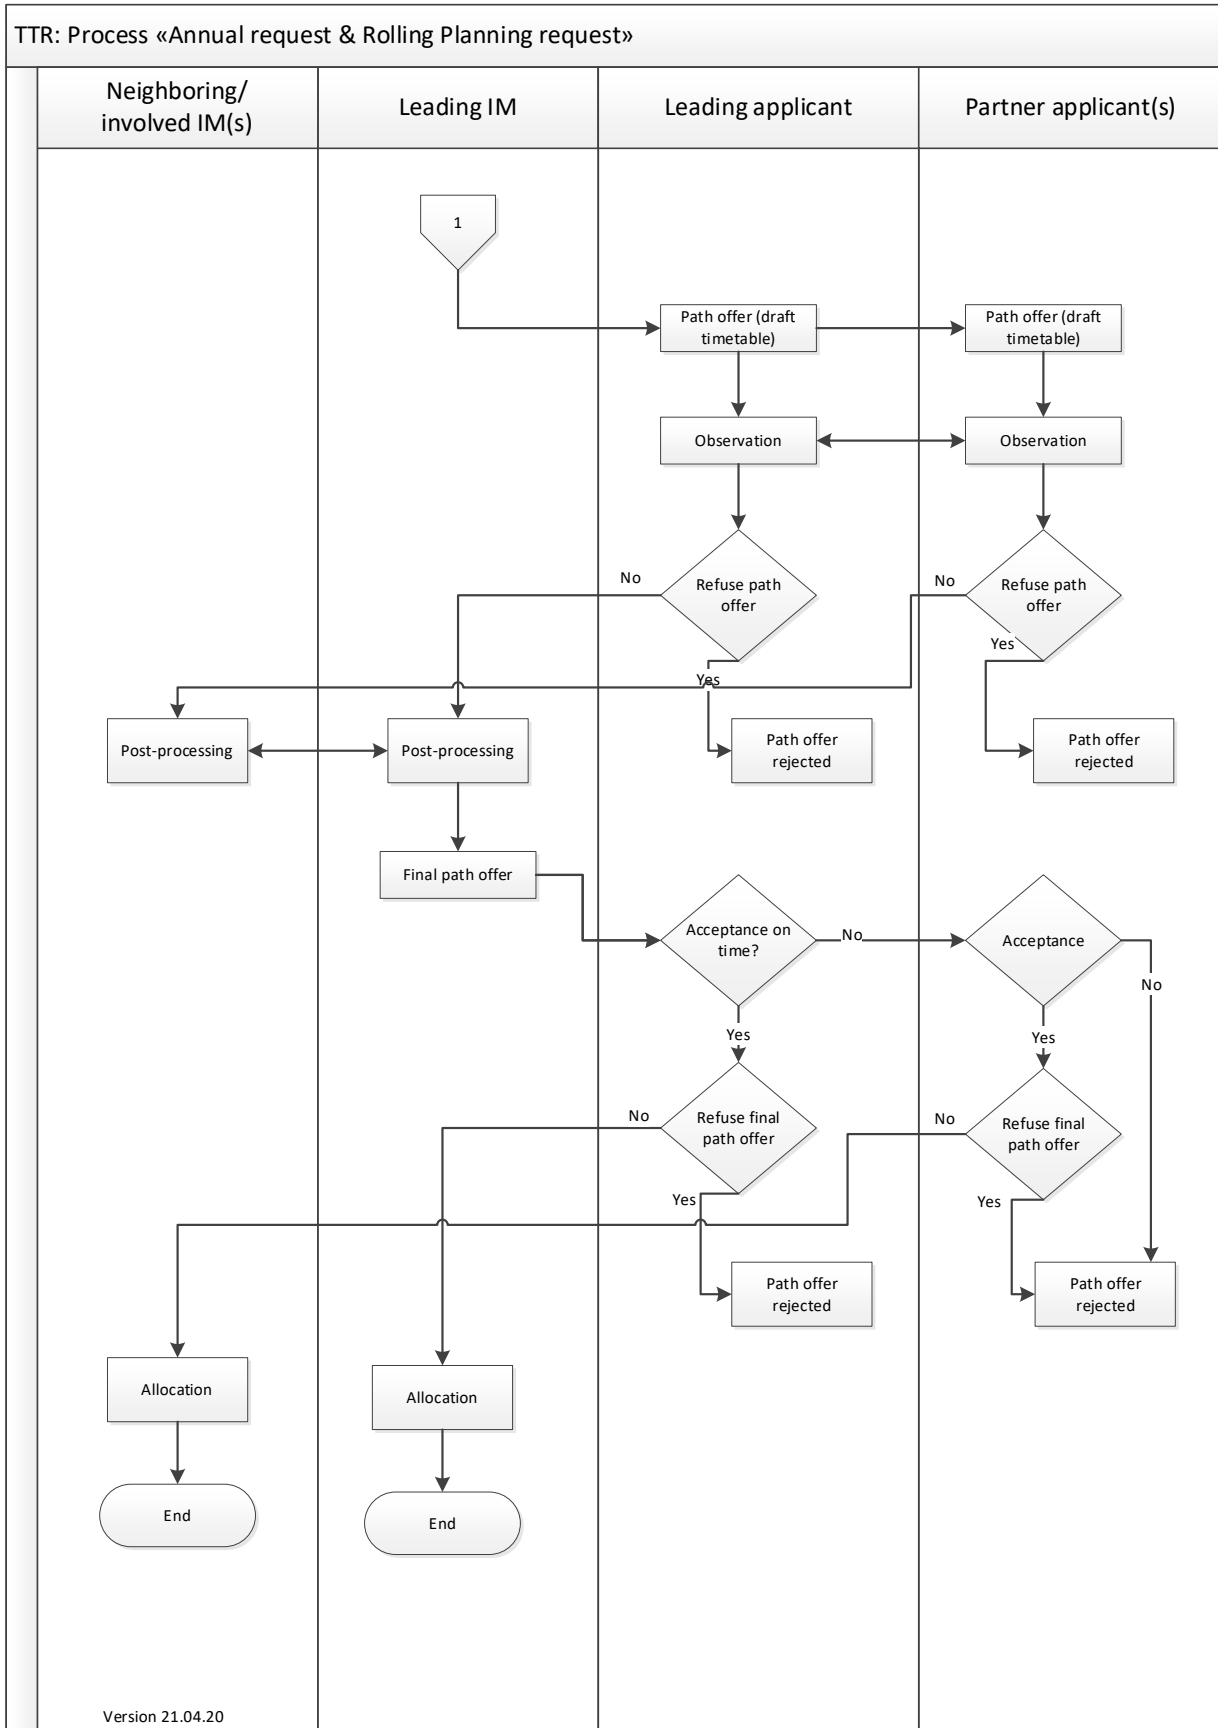 TTR: Process «Annual request & Rolling Planning request»
Neighboring/
involved IM(s)
Leading IM
Leading applicant
Partner applicant(s)
1
Path offer (draft
timetable)
Path offer (draft
timetable)
Observation
Observation
No
Refuse path
offer
No
Refuse path
offer
Yes
Yes
Post-processing
Post-processing
Path offer
rejected
Path offer
rejected
Final path offer
Acceptance on
time?
No
Acceptance
No
Yes
Yes
No
Refuse final
path offer
No
Refuse final
path offer
Yes
Yes
Path offer
rejected
Path offer
rejected
Allocation
Allocation
End
End
Version 21.04.20